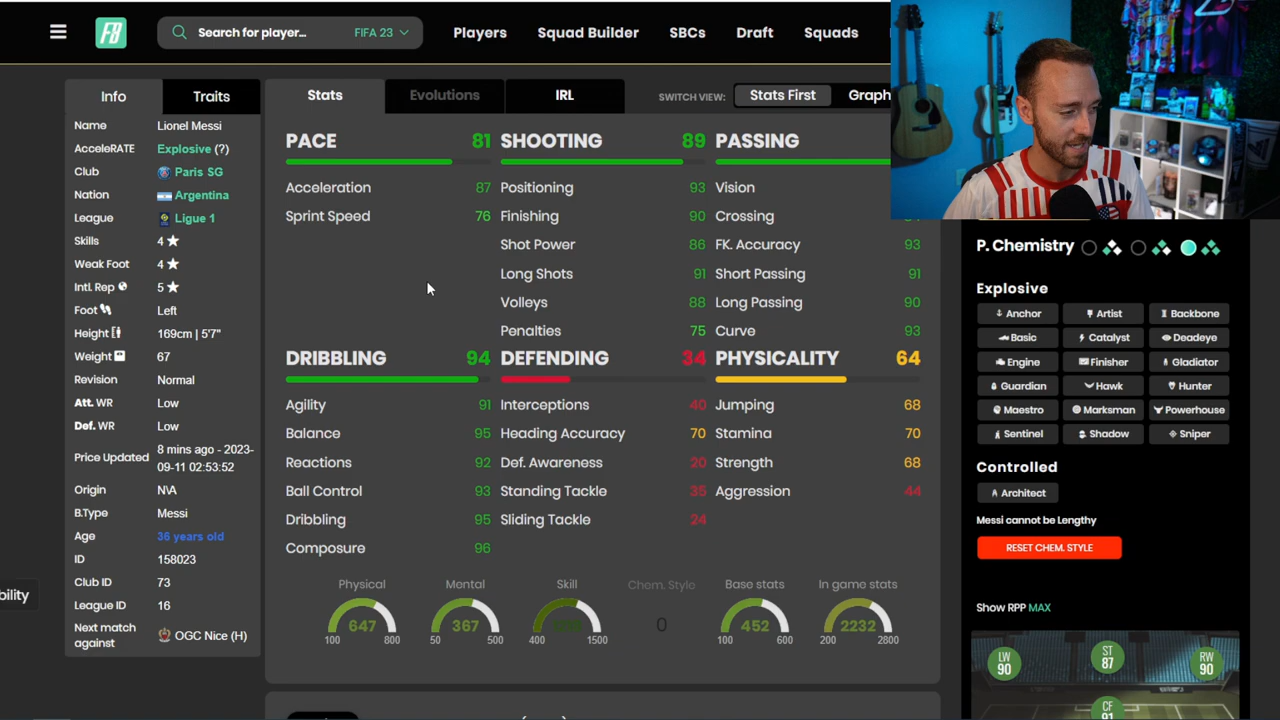 FB
Search for player...
FIFA 23
Players
Squad Builder
SBCs
Draft
Squads
Info
Traits
Name Lionel Messi
AcceleRATE Explosive (?)
Club Paris SG
Nation Argentina
League Ligue 1
Skills 4 ★
Weak Foot 4 ★
Intl. Rep 5 ★
Foot Left
Height 169cm | 5'7"
Weight 67
Revision Normal
Att. WR Low
Def. WR Low
Price Updated 8 mins ago - 2023-09-11 02:53:52
Origin N\A
B.Type Messi
Age 36 years old
ID 158023
Club ID 73
League ID 16
Next match against OGC Nice (H)
bility
Stats
Evolutions
IRL
SWITCH VIEW:
Stats First
Graph
PACE 81
Acceleration 87
Sprint Speed 76
SHOOTING 89
Positioning 93
Finishing 90
Shot Power 86
Long Shots 91
Volleys 88
Penalties 75
PASSING
Vision
Crossing
FK. Accuracy 93
Short Passing 91
Long Passing 90
Curve 93
DRIBBLING 94
Agility 91
Balance 95
Reactions 92
Ball Control 93
Dribbling 95
Composure 96
DEFENDING 34
Interceptions 40
Heading Accuracy 70
Def. Awareness 20
Standing Tackle 35
Sliding Tackle 24
PHYSICALITY 64
Jumping 68
Stamina 70
Strength 68
Aggression 44
Physical 647 100 800
Mental 367 50 500
Skill 400 1500
Chem. Style 0
Base stats 452 100 600
In game stats 2232 200 2800
P. Chemistry
Explosive
Anchor Artist Backbone
Basic Catalyst Deadeye
Engine Finisher Gladiator
Guardian Hawk Hunter
Maestro Marksman Powerhouse
Sentinel Shadow Sniper
Controlled
Architect
Messi cannot be Lengthy
RESET CHEM. STYLE
Show RPP MAX
LW 90
ST 87
RW 90
CF 91